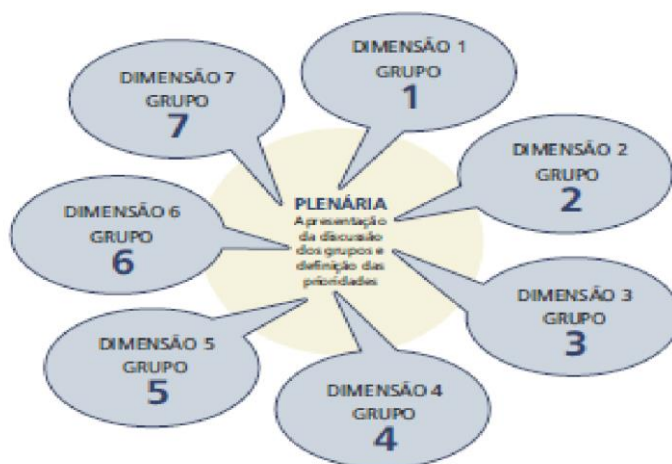 DIMENSÃO 1
GRUPO
1
DIMENSÃO 2
GRUPO
2
DIMENSÃO 3
GRUPO
3
DIMENSÃO 4
GRUPO
4
DIMENSÃO 5
GRUPO
5
DIMENSÃO 6
GRUPO
6
DIMENSÃO 7
GRUPO
7
PLENÁRIA
Apresentação
da discussão
dos grupos e
definição das
prioridades